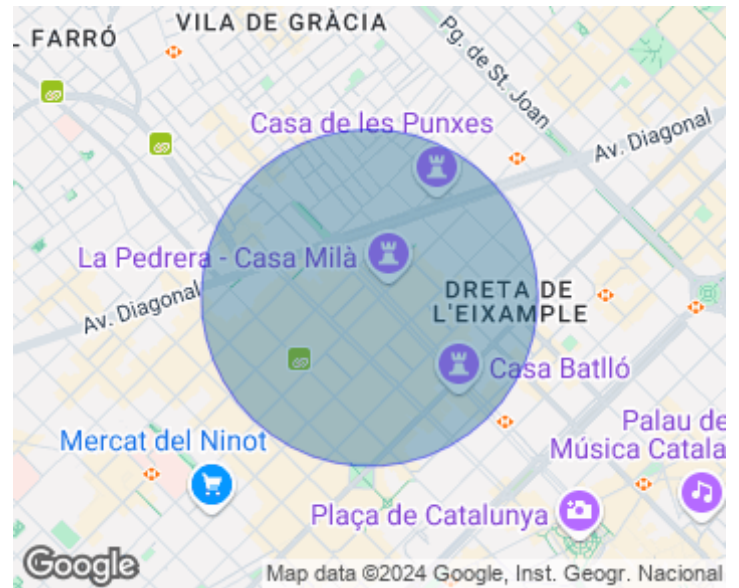 L FARRÓ
VILA DE GRÀCIA
Pg. de St. Joan
Casa de les Punxes
Av. Diagonal
La Pedrera - Casa Milà
DRETA DE
L'EIXAMPLE
Av. Diagonal
Casa Batlló
Mercat del Ninot
Palau de
Música Catala
Plaça de Catalunya
Google
Map data ©2024 Google, Inst. Geogr. Nacional